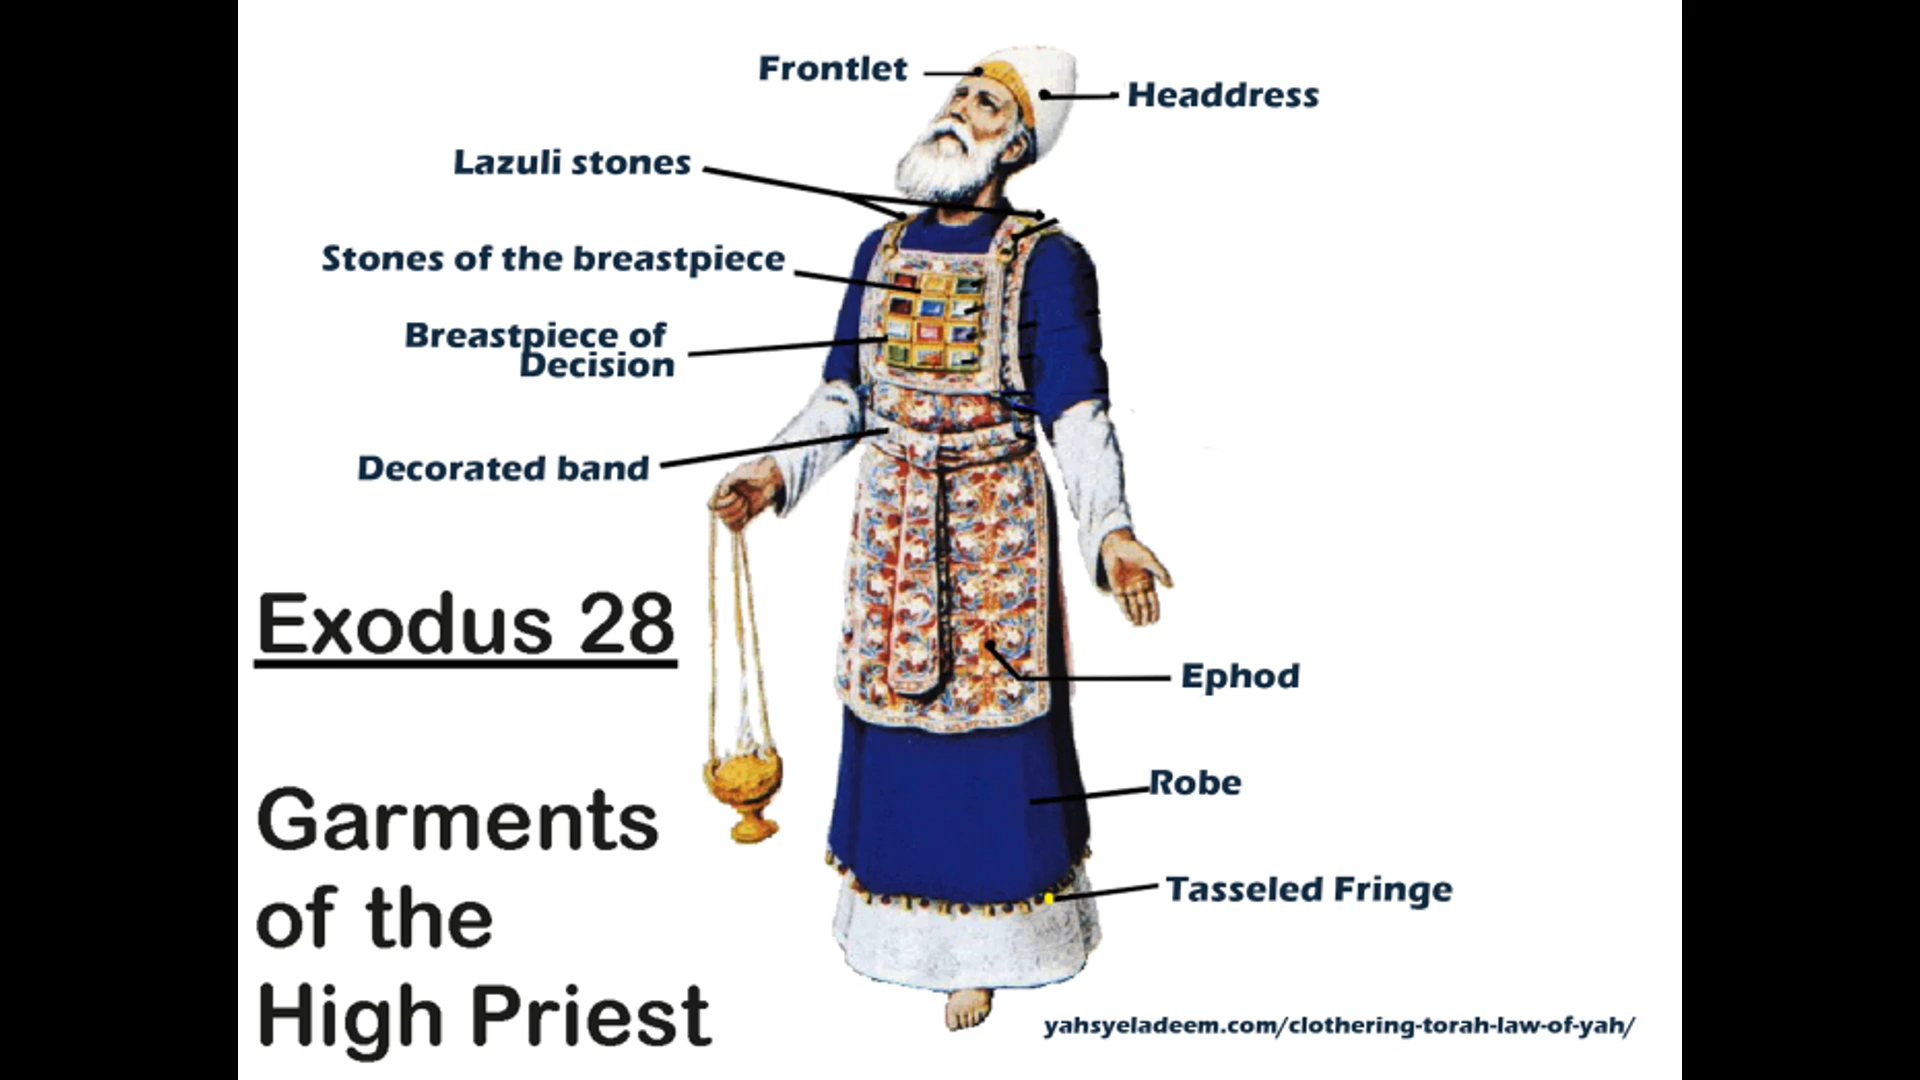 Frontlet
Headdress
Lazuli stones
Stones of the breastpiece
Breastpiece of
Decision
Decorated band
Exodus 28
Ephod
Garments
of the
High Priest
Robe
Tasseled Fringe
yahsyeladeem.com/clothering-torah-law-of-yah/